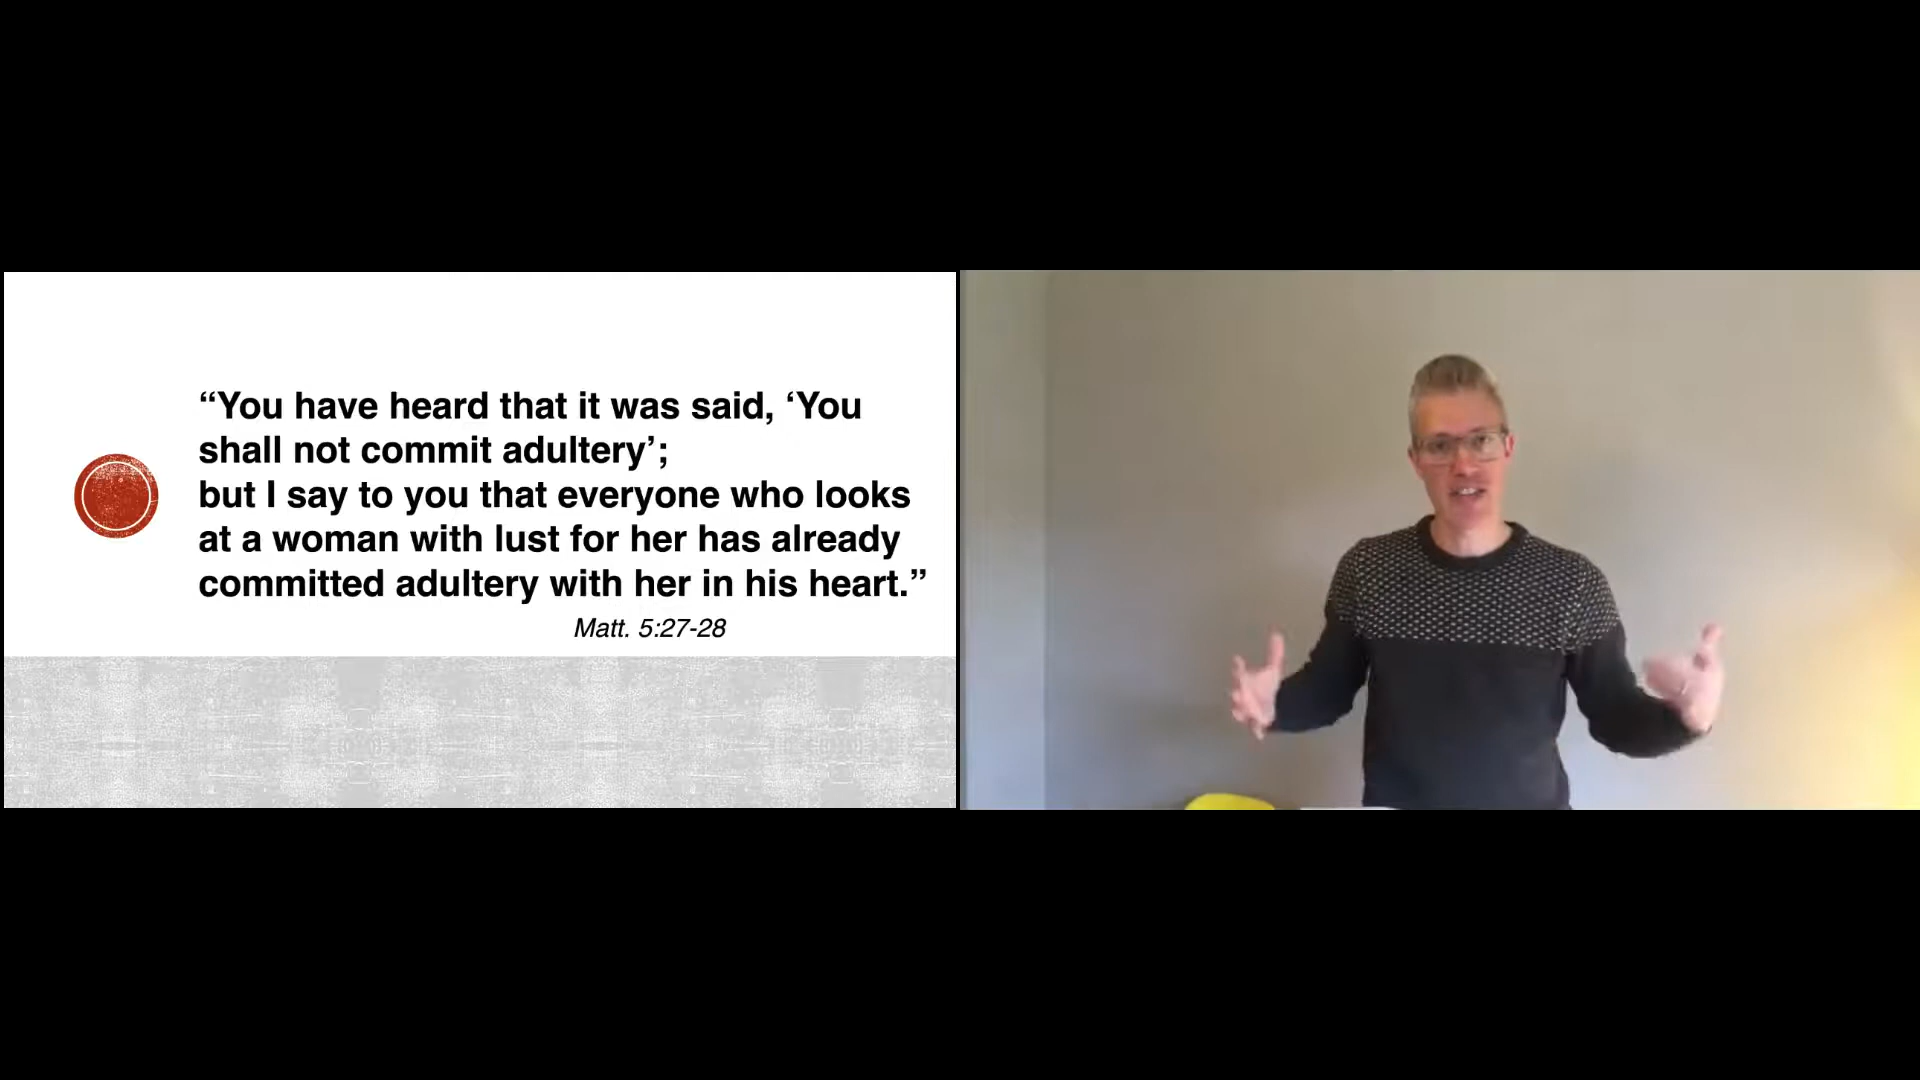 “You have heard that it was said, ‘You
shall not commit adultery’;
but I say to you that everyone who looks
at a woman with lust for her has already
committed adultery with her in his heart.”
Matt. 5:27-28